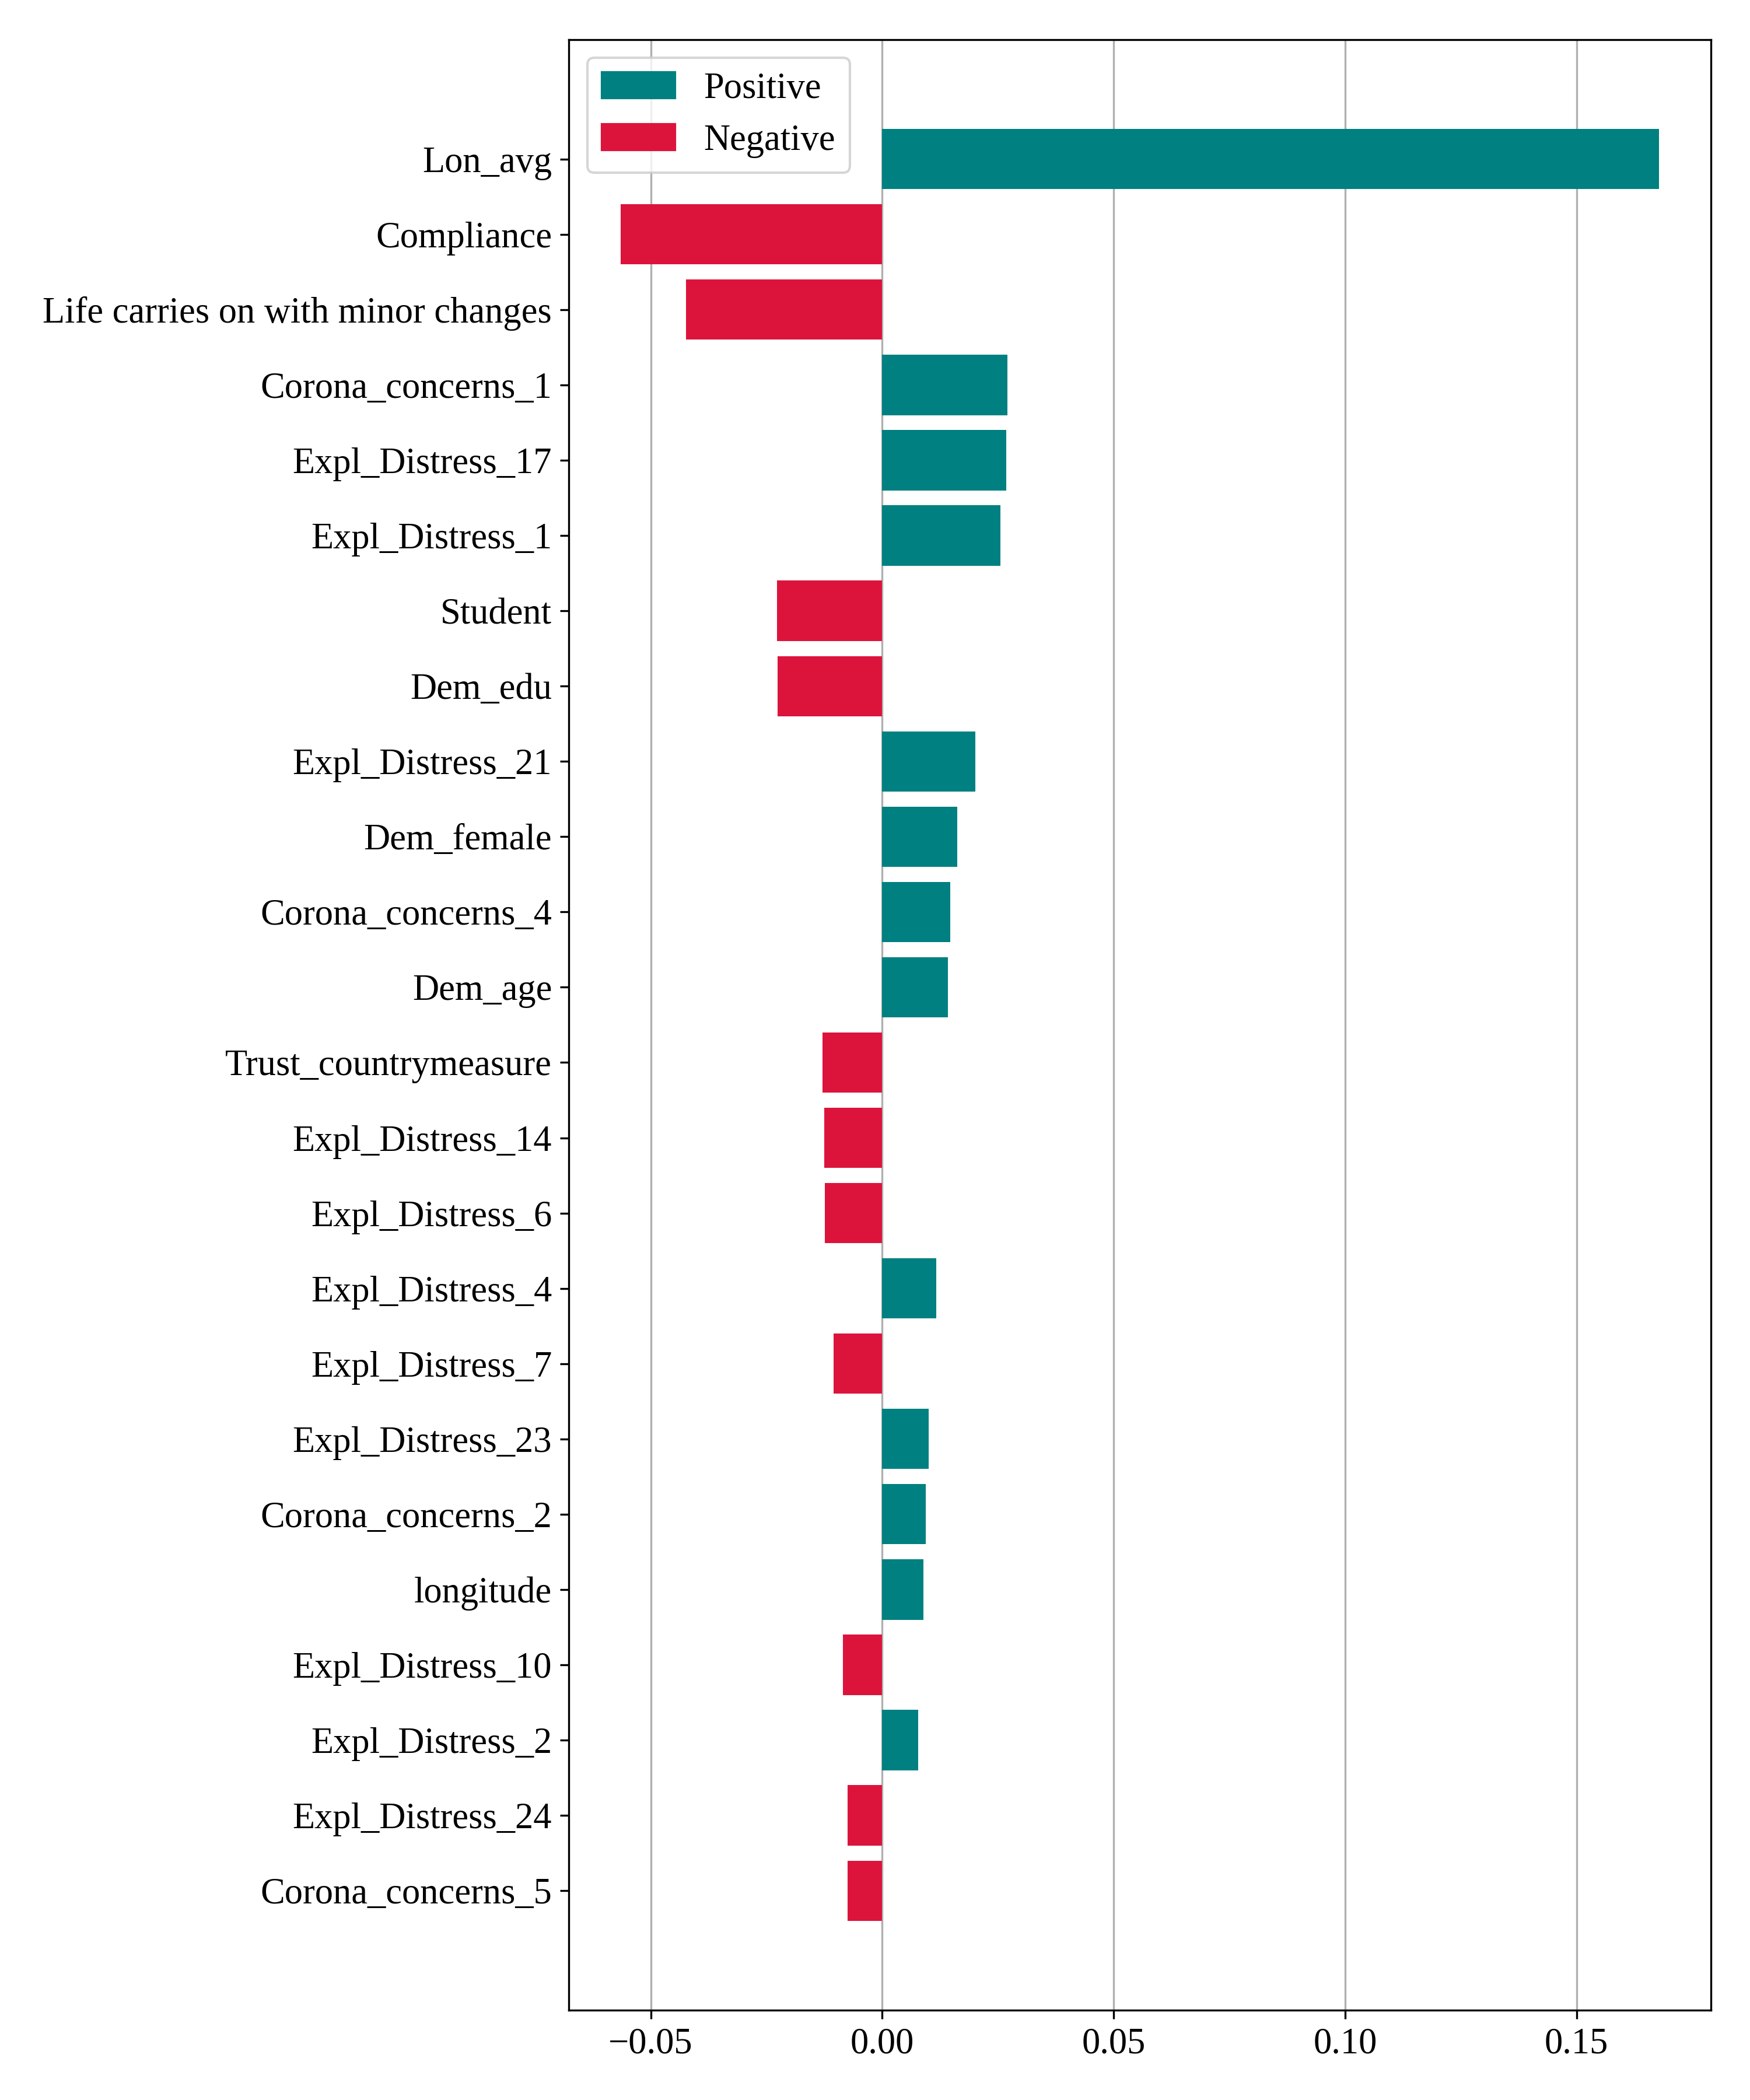 Positive
Negative
Lon_avg
Compliance
Life carries on with minor changes
Corona_concerns_1
Expl_Distress_17
Expl_Distress_1
Student
Dem_edu
Expl_Distress_21
Dem_female
Corona_concerns_4
Dem_age
Trust_countrymeasure
Expl_Distress_14
Expl_Distress_6
Expl_Distress_4
Expl_Distress_7
Expl_Distress_23
Corona_concerns_2
longitude
Expl_Distress_10
Expl_Distress_2
Expl_Distress_24
Corona_concerns_5
−0.05 0.00 0.05 0.10 0.15